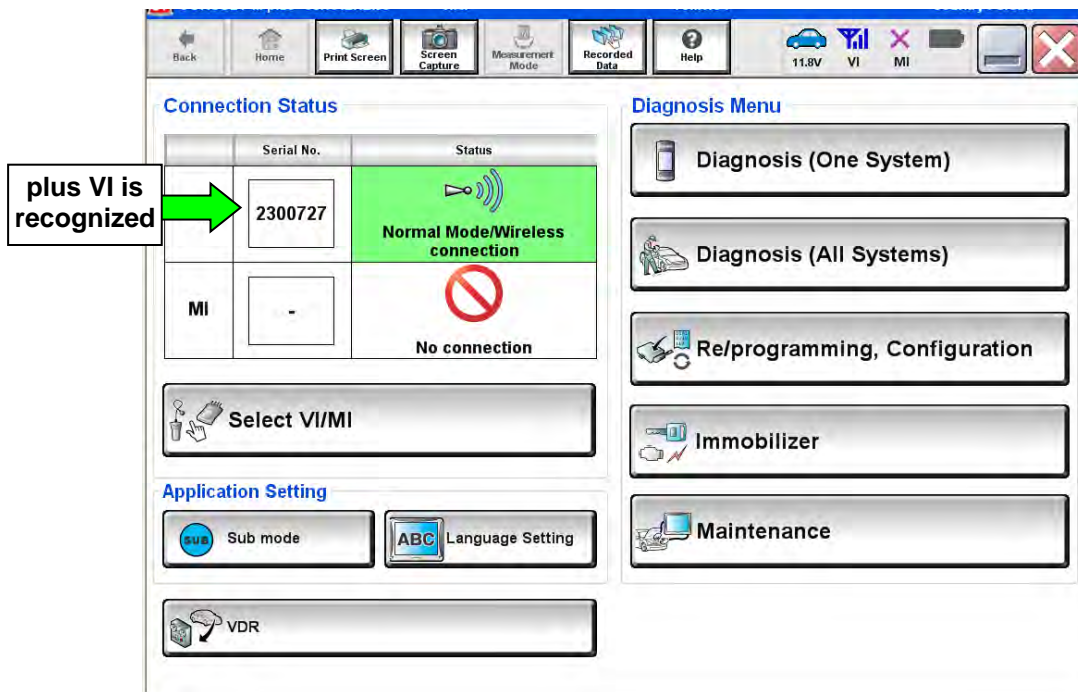 Back
Home
Print Screen
Screen
Capture
Measurement
Mode
Recorded
Data
Help
11.8V
VI
MI
Connection Status
Serial No.
Status
plus VI is
recognized
2300727
Normal Mode/Wireless
connection
MI
-
No connection
Select VI/MI
Application Setting
SUB
Sub mode
ABC
Language Setting
VDR
Diagnosis Menu
Diagnosis (One System)
Diagnosis (All Systems)
Re/programming, Configuration
Immobilizer
Maintenance